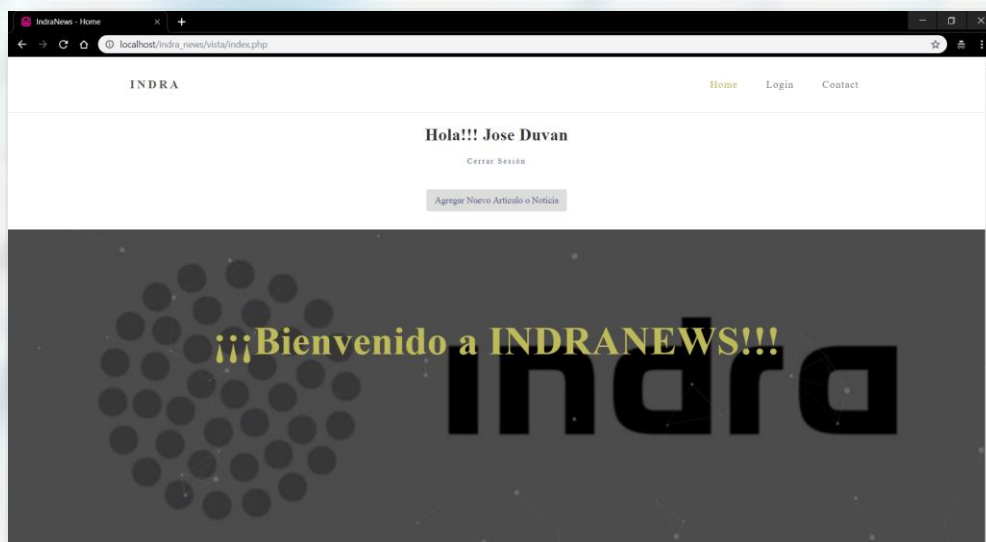 IndraNews - Home
localhost/indra_news/vista/index.php
INDRA
Home Login Contact
Hola!!! Jose Duvan
Cerrar Sesión
Agregar Nuevo Articulo o Noticia
¡¡¡Bienvenido a INDRANEWS!!!
indra